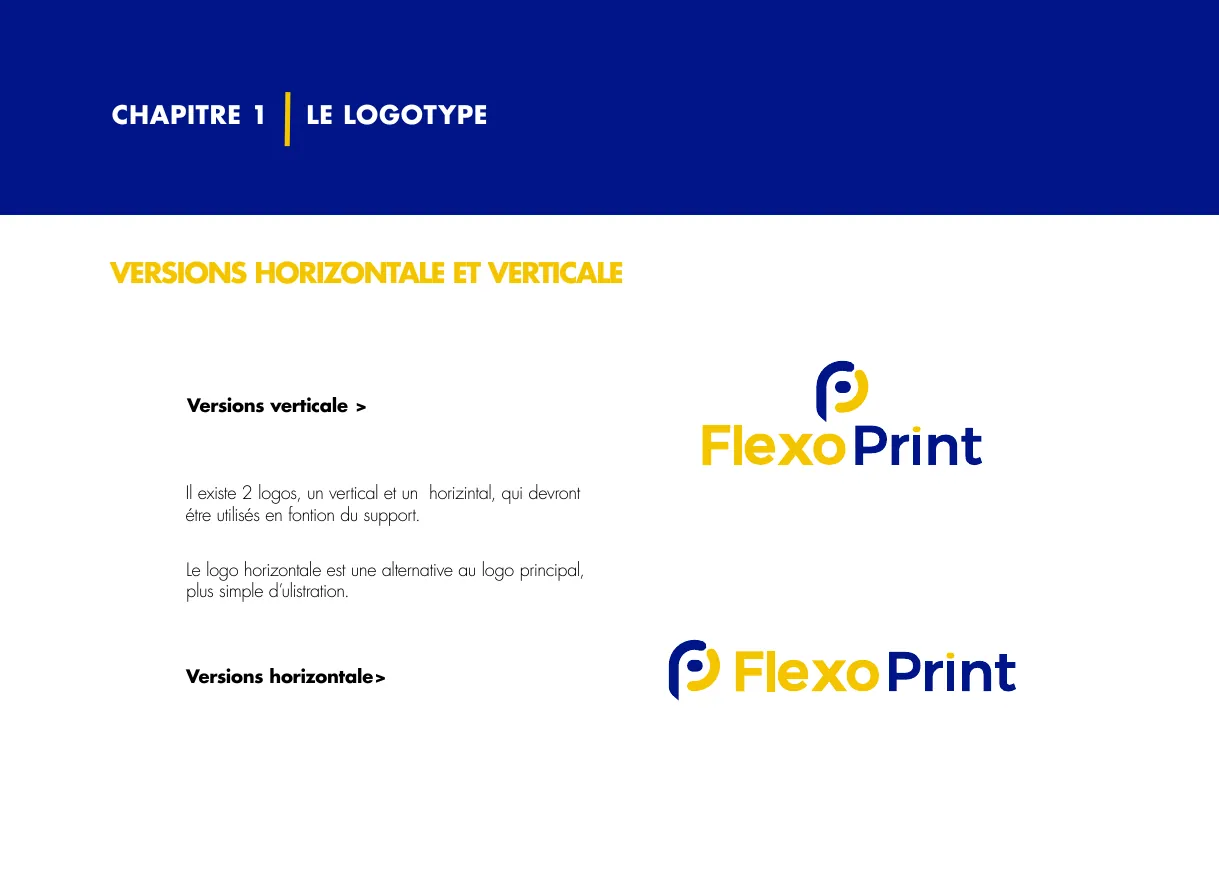 CHAPITRE 1 | LE LOGOTYPE
VERSIONS HORIZONTALE ET VERTICALE
Versions verticale >
FlexoPrint
Il existe 2 logos, un vertical et un  horizintal, qui devront
étre utilisés en fontion du support.
Le logo horizontale est une alternative au logo principal,
plus simple d’ulistration.
Versions horizontale>
FlexoPrint